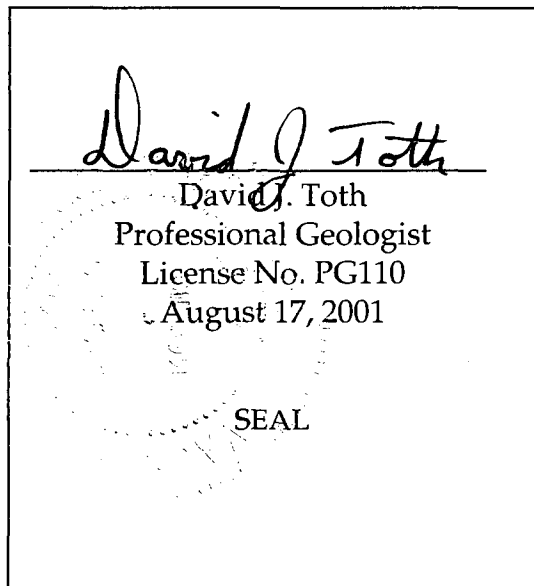 David J Toth
David J. Toth
Professional Geologist
License No. PG110
August 17, 2001
SEAL